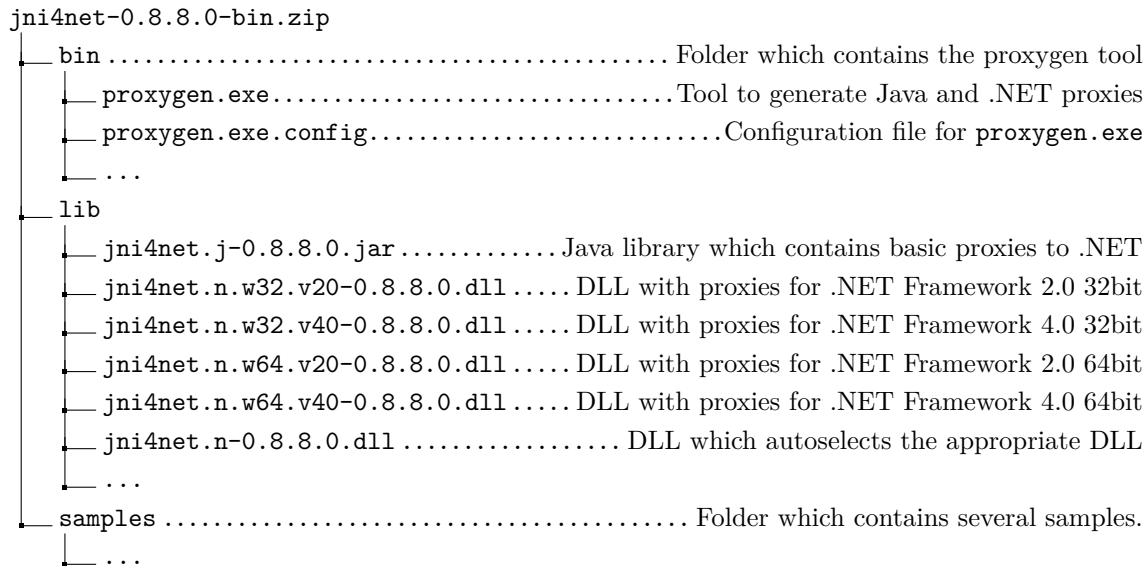 jni4net-0.8.8.0-bin.zip
bin ............................................. Folder which contains the proxygen tool
proxygen.exe................................Tool to generate Java and .NET proxies
proxygen.exe.config............................Configuration file for proxygen.exe
...
lib
jni4net.j-0.8.8.0.jar.............Java library which contains basic proxies to .NET
jni4net.n.w32.v20-0.8.8.0.dll.....DLL with proxies for .NET Framework 2.0 32bit
jni4net.n.w32.v40-0.8.8.0.dll.....DLL with proxies for .NET Framework 4.0 32bit
jni4net.n.w64.v20-0.8.8.0.dll.....DLL with proxies for .NET Framework 2.0 64bit
jni4net.n.w64.v40-0.8.8.0.dll.....DLL with proxies for .NET Framework 4.0 64bit
jni4net.n-0.8.8.0.dll .................. DLL which autoselects the appropriate DLL
...
samples .......................................... Folder which contains several samples.
...